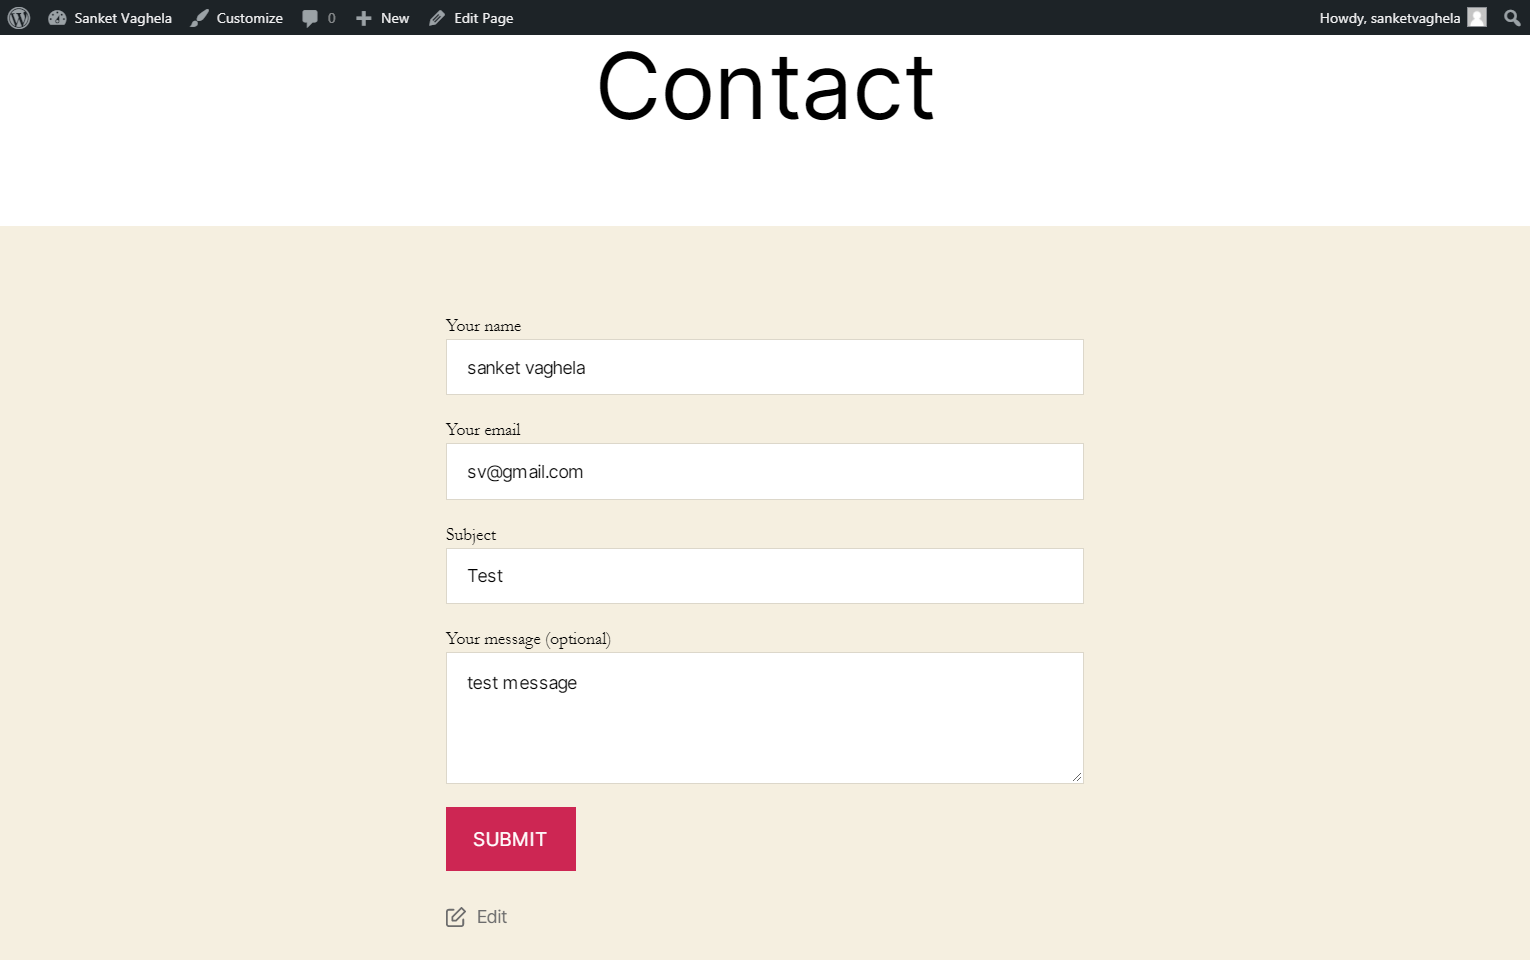 Sanket Vaghela Customize 0 New Edit Page Howdy, sanketvaghela
Contact
Your name
sanket vaghela
Your email
sv@gmail.com
Subject
Test
Your message (optional)
test message
SUBMIT
Edit